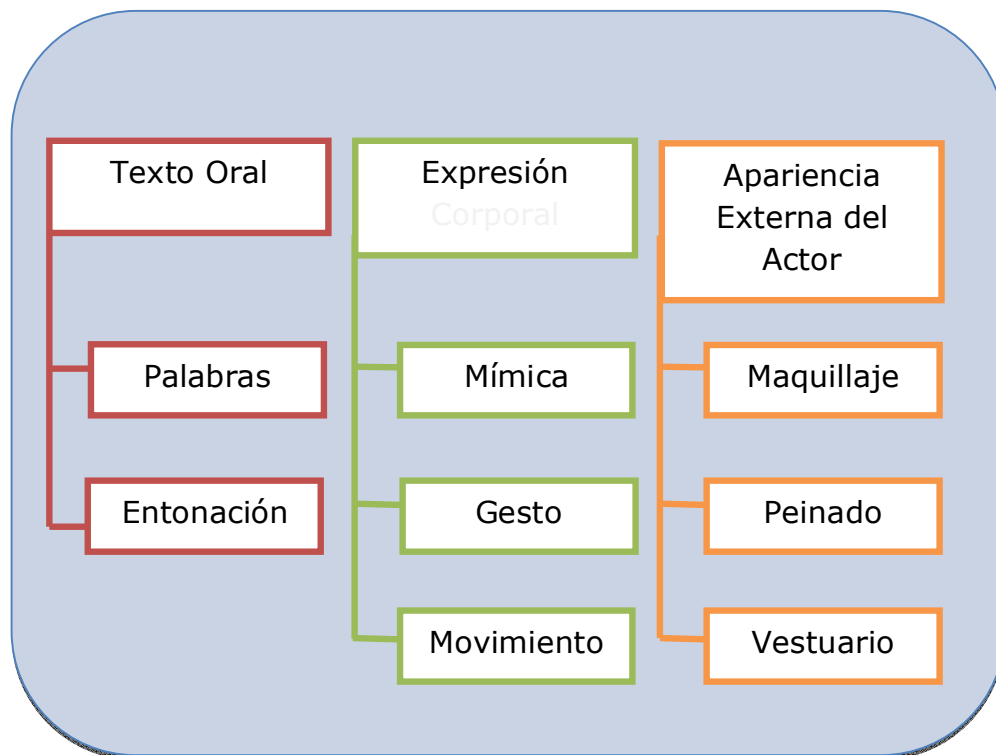 Texto Oral
Palabras
Entonación
Expresión
Corporal
Mímica
Gesto
Movimiento
Apariencia
Externa del
Actor
Maquillaje
Peinado
Vestuario